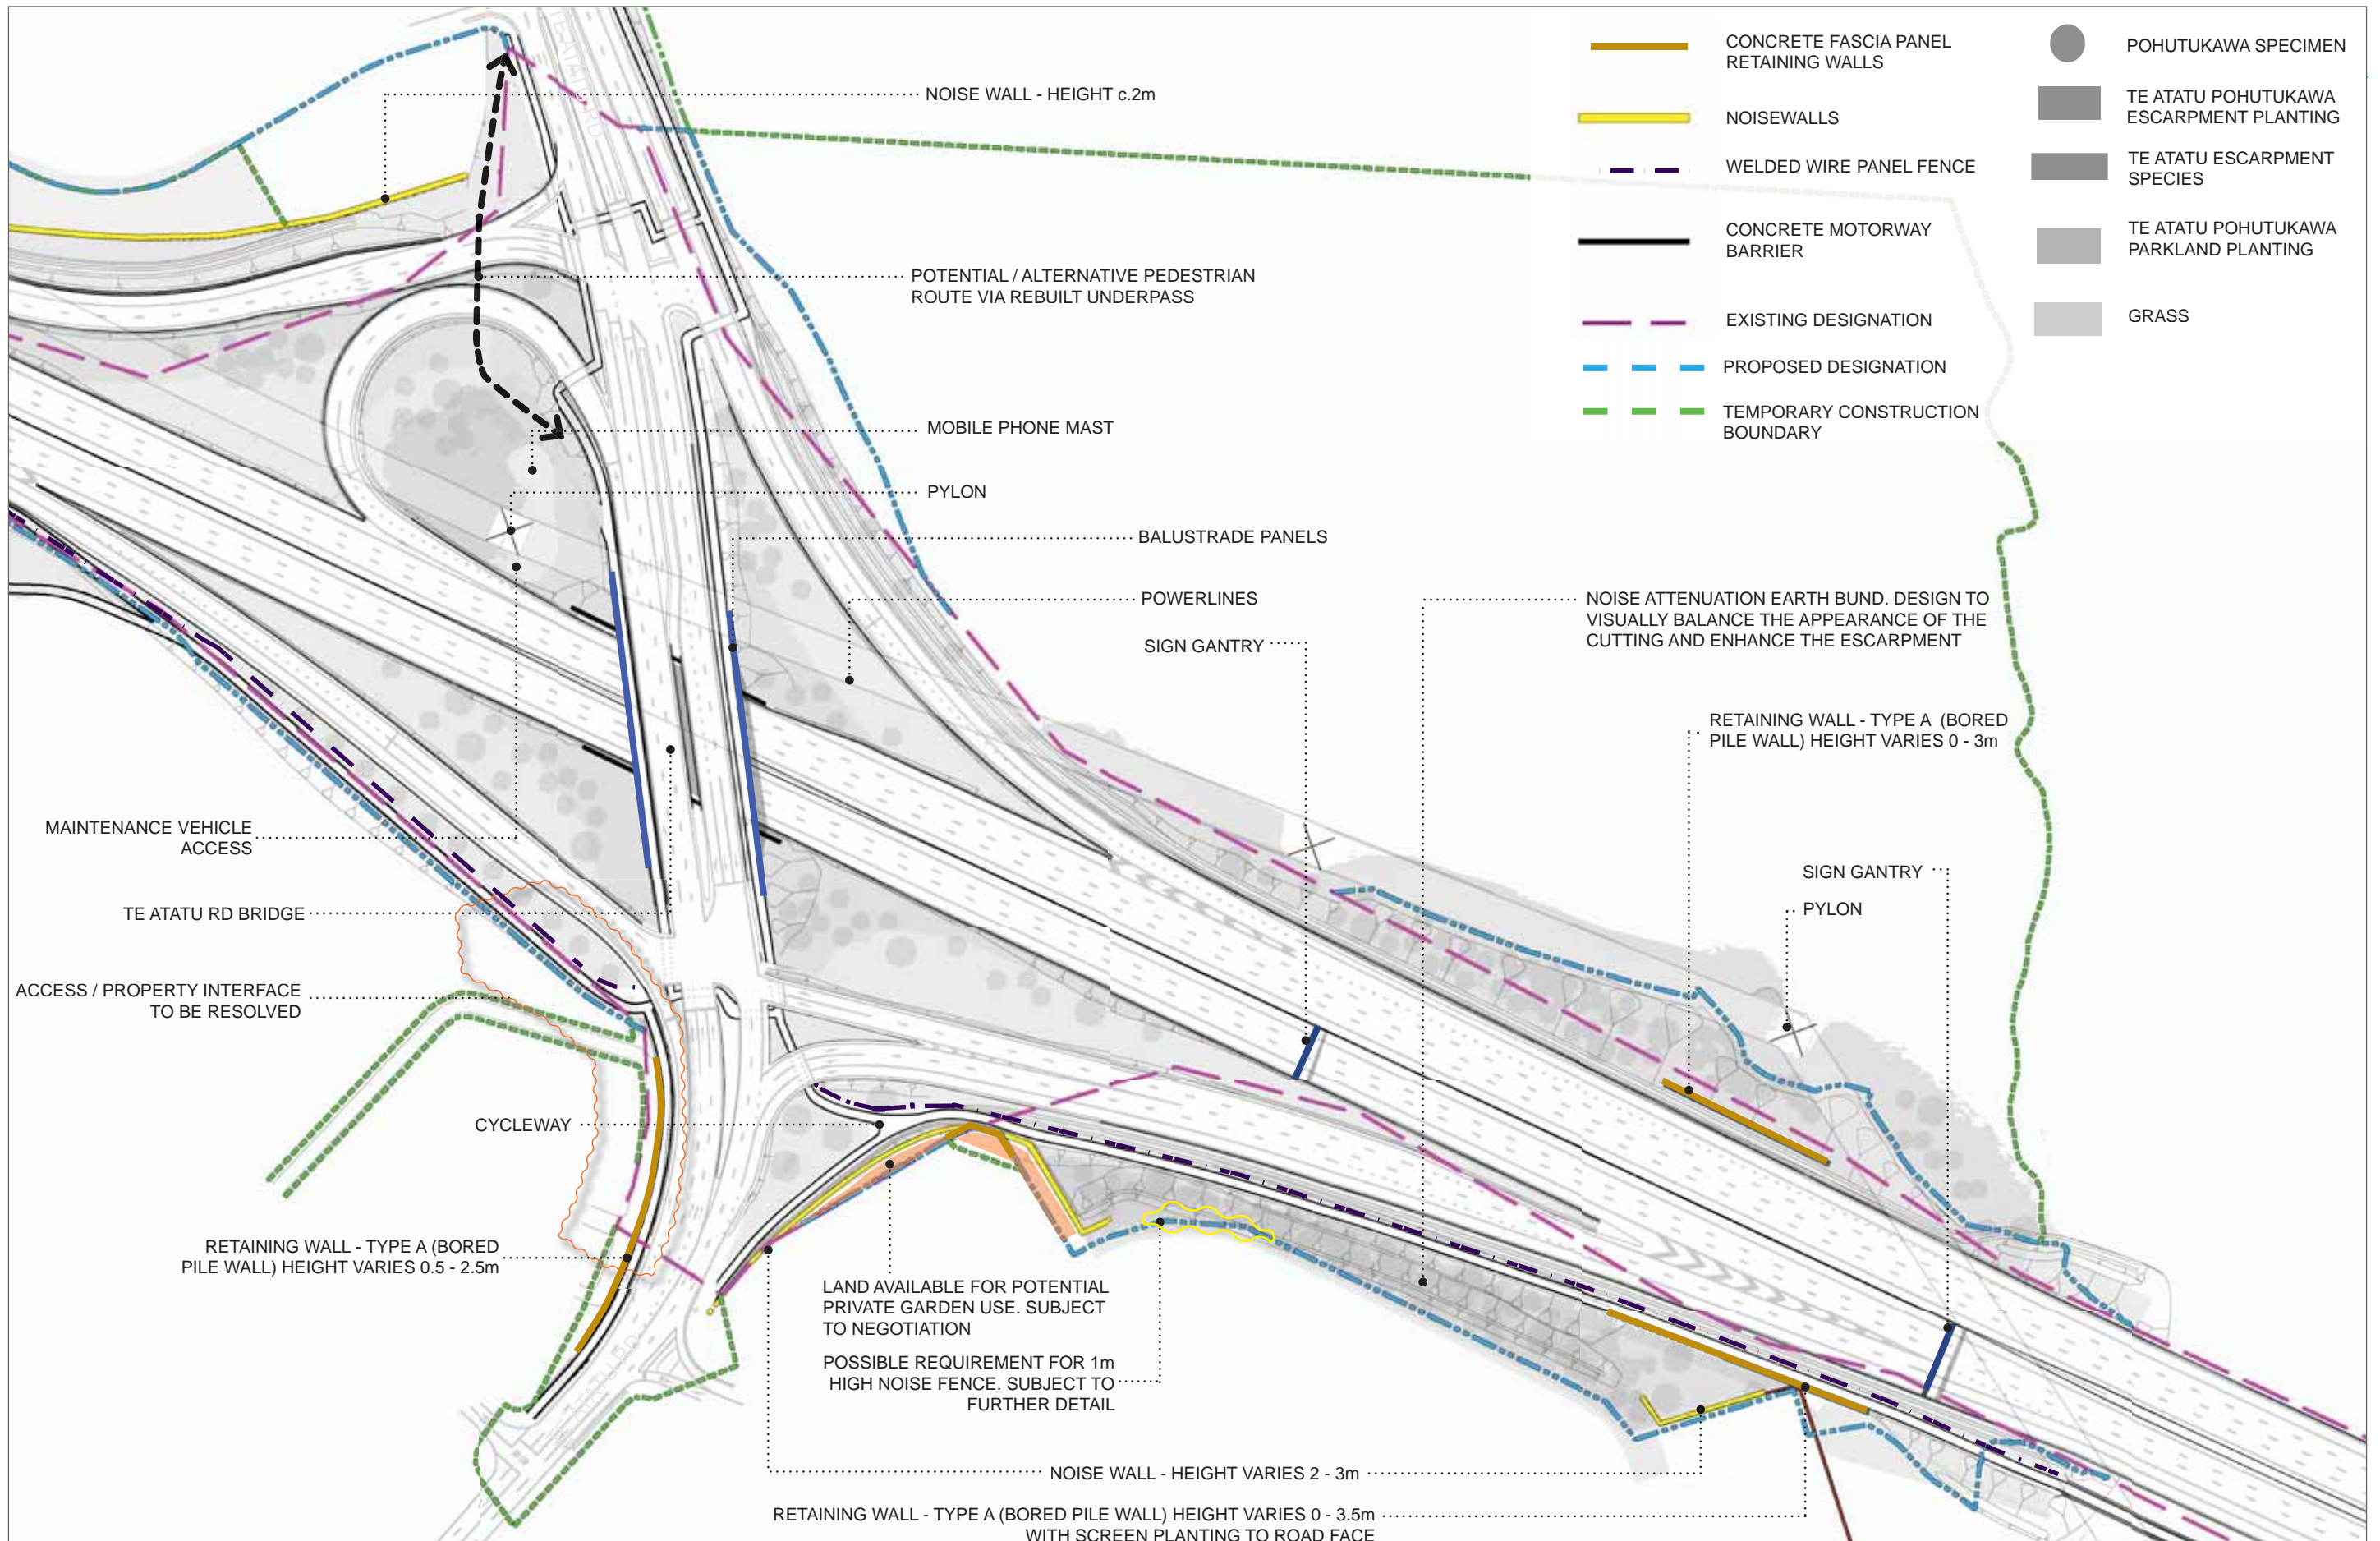 CONCRETE FASCIA PANEL
RETAINING WALLS
NOISEWALLS
WELDED WIRE PANEL FENCE
CONCRETE MOTORWAY
BARRIER
EXISTING DESIGNATION
PROPOSED DESIGNATION
TEMPORARY CONSTRUCTION
BOUNDARY
POHUTUKAWA SPECIMEN
TE ATATU POHUTUKAWA
ESCARPMENT PLANTING
TE ATATU ESCARPMENT
SPECIES
TE ATATU POHUTUKAWA
PARKLAND PLANTING
GRASS
NOISE WALL - HEIGHT c.2m
POTENTIAL / ALTERNATIVE PEDESTRIAN
ROUTE VIA REBUILT UNDERPASS
MOBILE PHONE MAST
PYLON
BALUSTRADE PANELS
POWERLINES
SIGN GANTRY
NOISE ATTENUATION EARTH BUND. DESIGN TO
VISUALLY BALANCE THE APPEARANCE OF THE
CUTTING AND ENHANCE THE ESCARPMENT
RETAINING WALL - TYPE A (BORED
PILE WALL) HEIGHT VARIES 0 - 3m
SIGN GANTRY
PYLON
MAINTENANCE VEHICLE
ACCESS
TE ATATU RD BRIDGE
ACCESS / PROPERTY INTERFACE
TO BE RESOLVED
CYCLEWAY
RETAINING WALL - TYPE A (BORED
PILE WALL) HEIGHT VARIES 0.5 - 2.5m
LAND AVAILABLE FOR POTENTIAL
PRIVATE GARDEN USE. SUBJECT
TO NEGOTIATION
POSSIBLE REQUIREMENT FOR 1m
HIGH NOISE FENCE. SUBJECT TO
FURTHER DETAIL
NOISE WALL - HEIGHT VARIES 2 - 3m
RETAINING WALL - TYPE A (BORED PILE WALL) HEIGHT VARIES 0 - 3.5m
WITH SCREEN PLANTING TO ROAD FACE